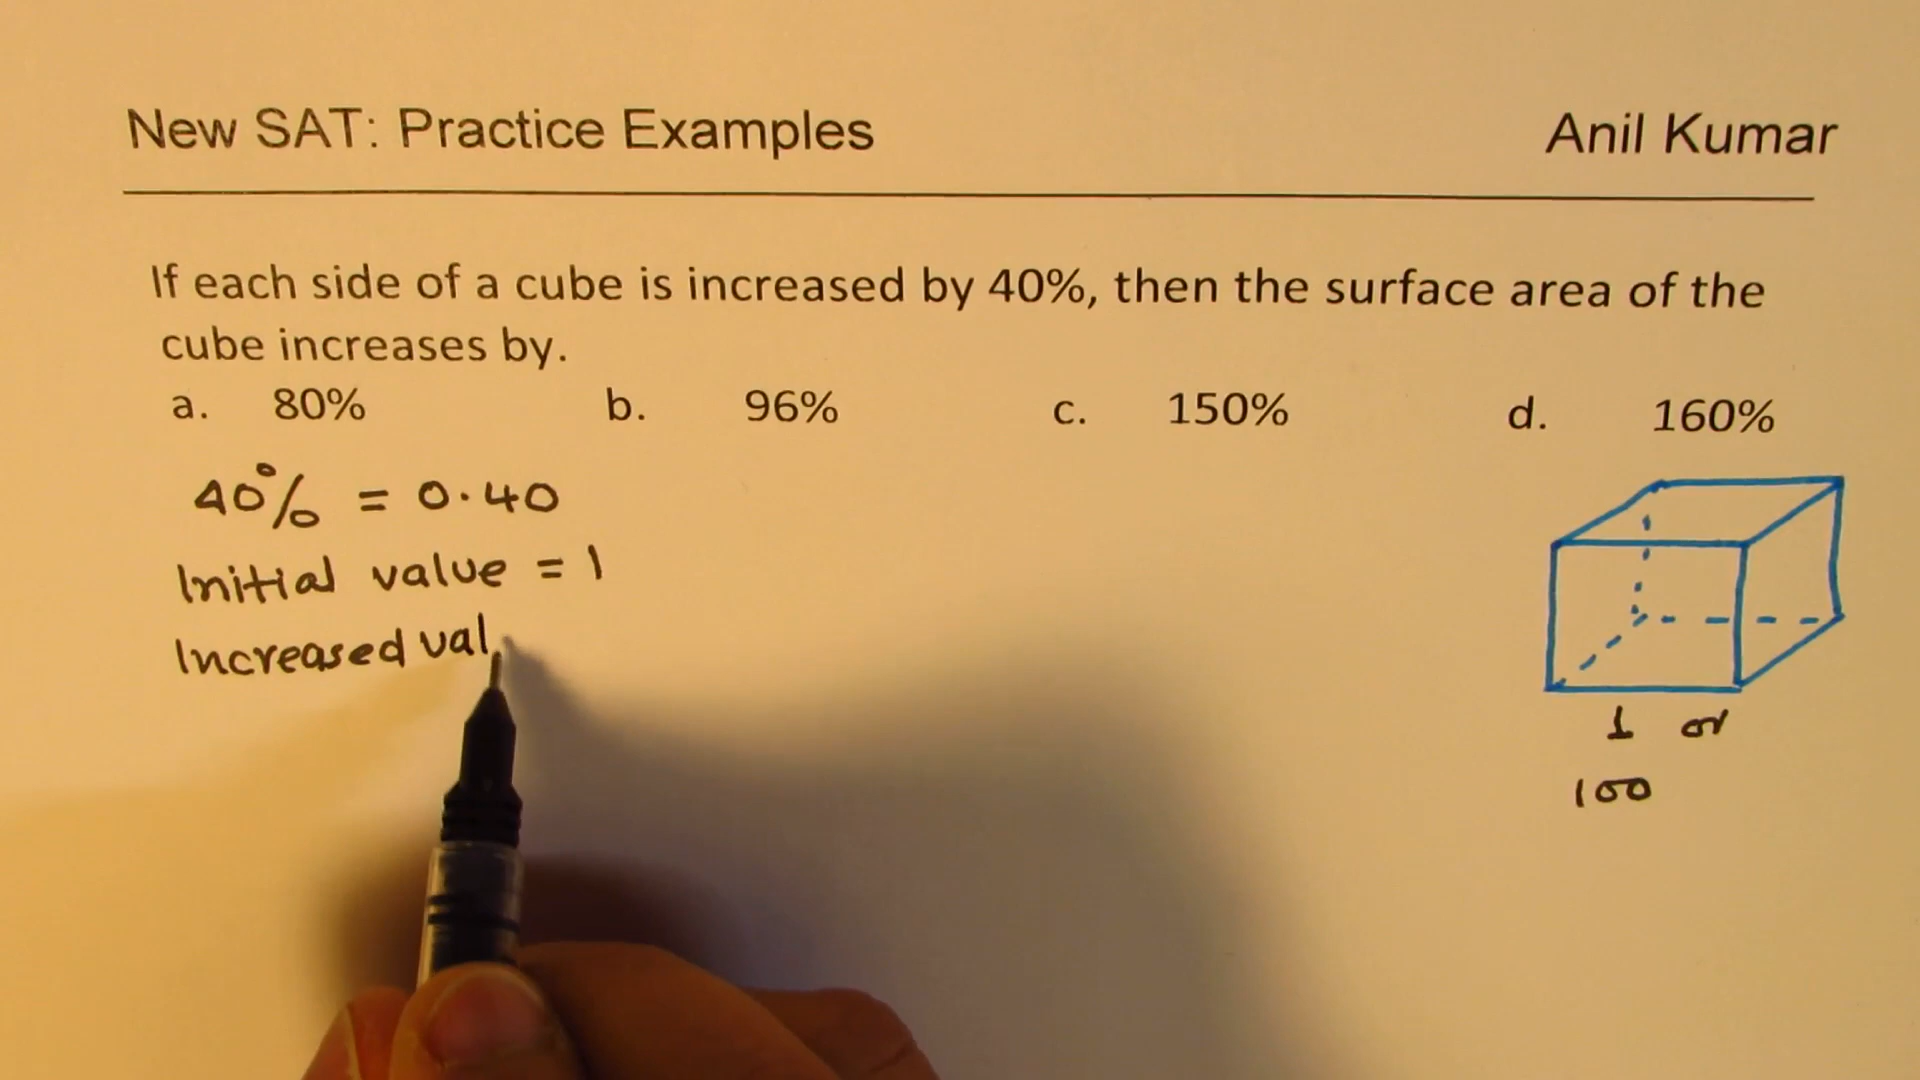 New SAT: Practice Examples Anil Kumar
If each side of a cube is increased by 40%, then the surface area of the
cube increases by.
a. 80% b. 96% c. 150% d. 160%
40% = 0.40
Initial value = 1
Increased val
1 or
100